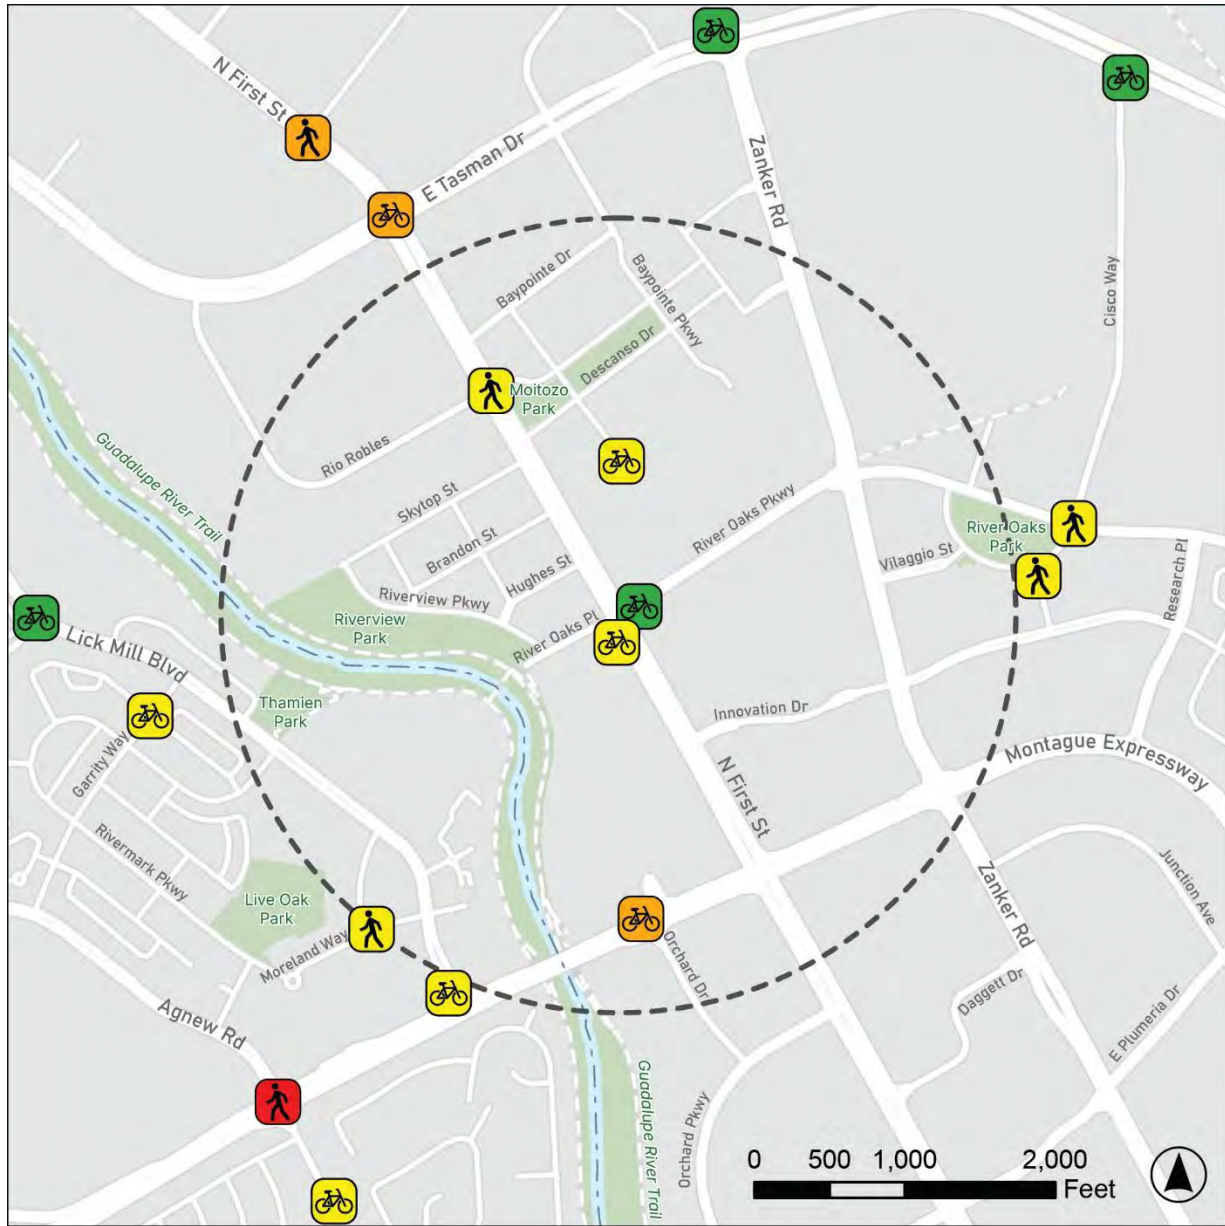 N First St
E Tasman Dr
Zanker Rd
Cisco Way
Baypointe Dr
Baypointe Pkwy
Descanso Dr
Moitozo
Park
Rio Robles
Guadalupe River Trail
Skytop St
Brandon St
Hughes St
River Oaks Pkwy
River Oaks
Park
Vilaggio St
Research Pl
Riverview Pkwy
Riverview
Park
River Oaks Pl
Lick Mill Blvd
Thamien
Park
Garrity Way
Innovation Dr
Montague Expressway
N First St
Rivermark Pkwy
Live Oak
Park
Moreland Way
Orchard Dr
Zanker Rd
Junction Ave
Daggett Dr
E Plumeria Dr
Agnew Rd
Guadalupe River Trail
Orchard Pkwy
0 500 1,000 2,000
Feet